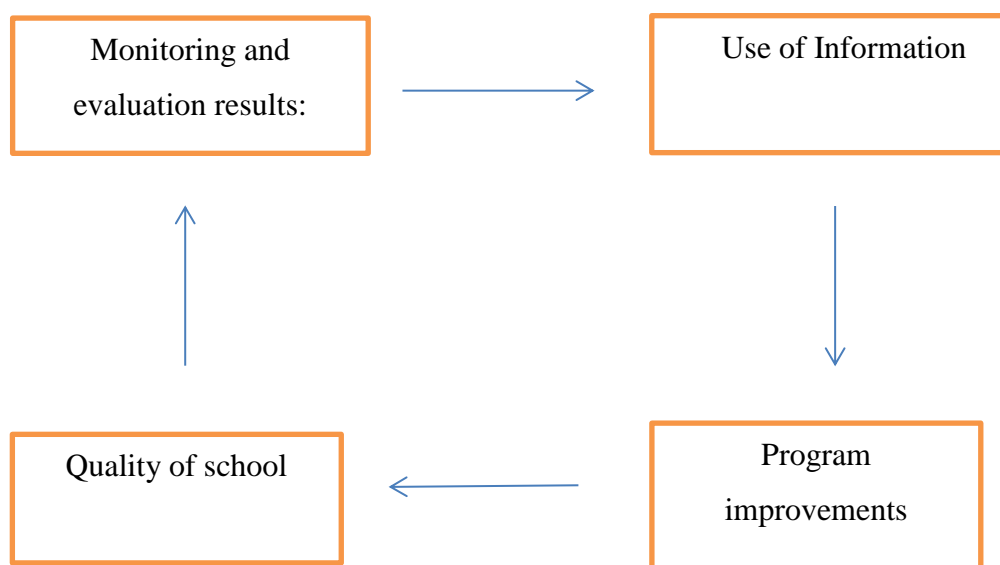 Monitoring and
evaluation results:
Use of Information
Program
improvements
Quality of school